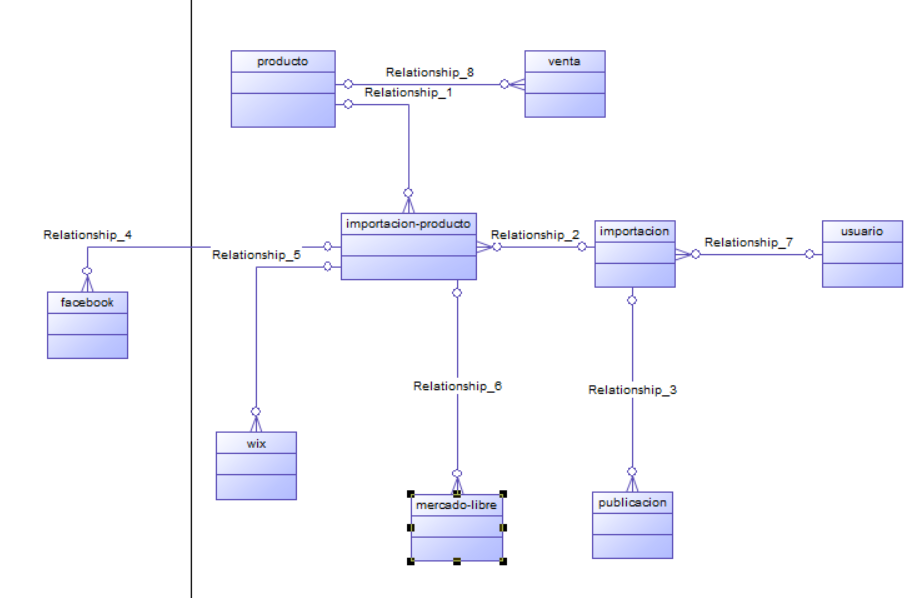 producto
venta
Relationship_8
Relationship_1
importacion-producto
Relationship_2
importacion
Relationship_7
usuario
Relationship_4
Relationship_5
facebook
Relationship_6
Relationship_3
wix
mercado-libre
publicacion